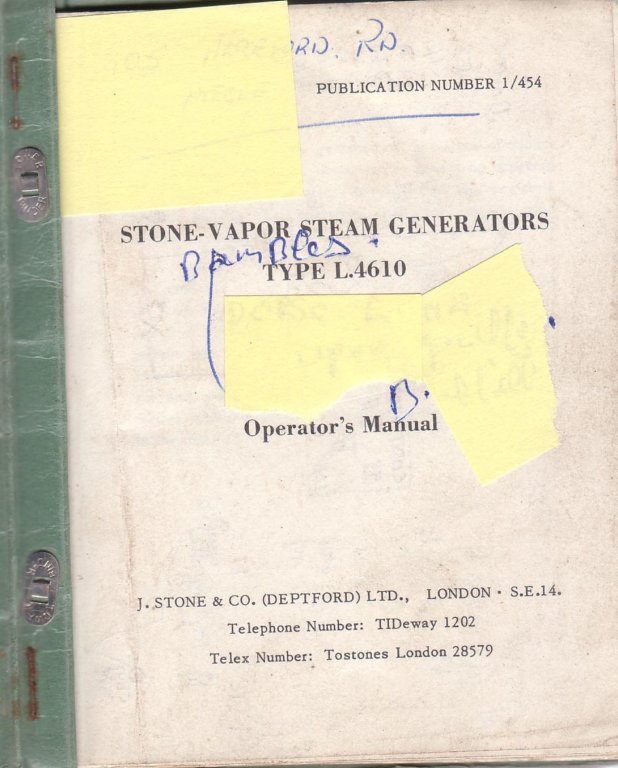 RD.
PUBLICATION NUMBER 1/454
STONE-VAPOR STEAM GENERATORS
TYPE L.4610
B.
Operator's Manual
J. STONE & CO. (DEPTFORD) LTD., LONDON · S.E.14.
Telephone Number: TIDeway 1202
Telex Number: Tostones London 28579